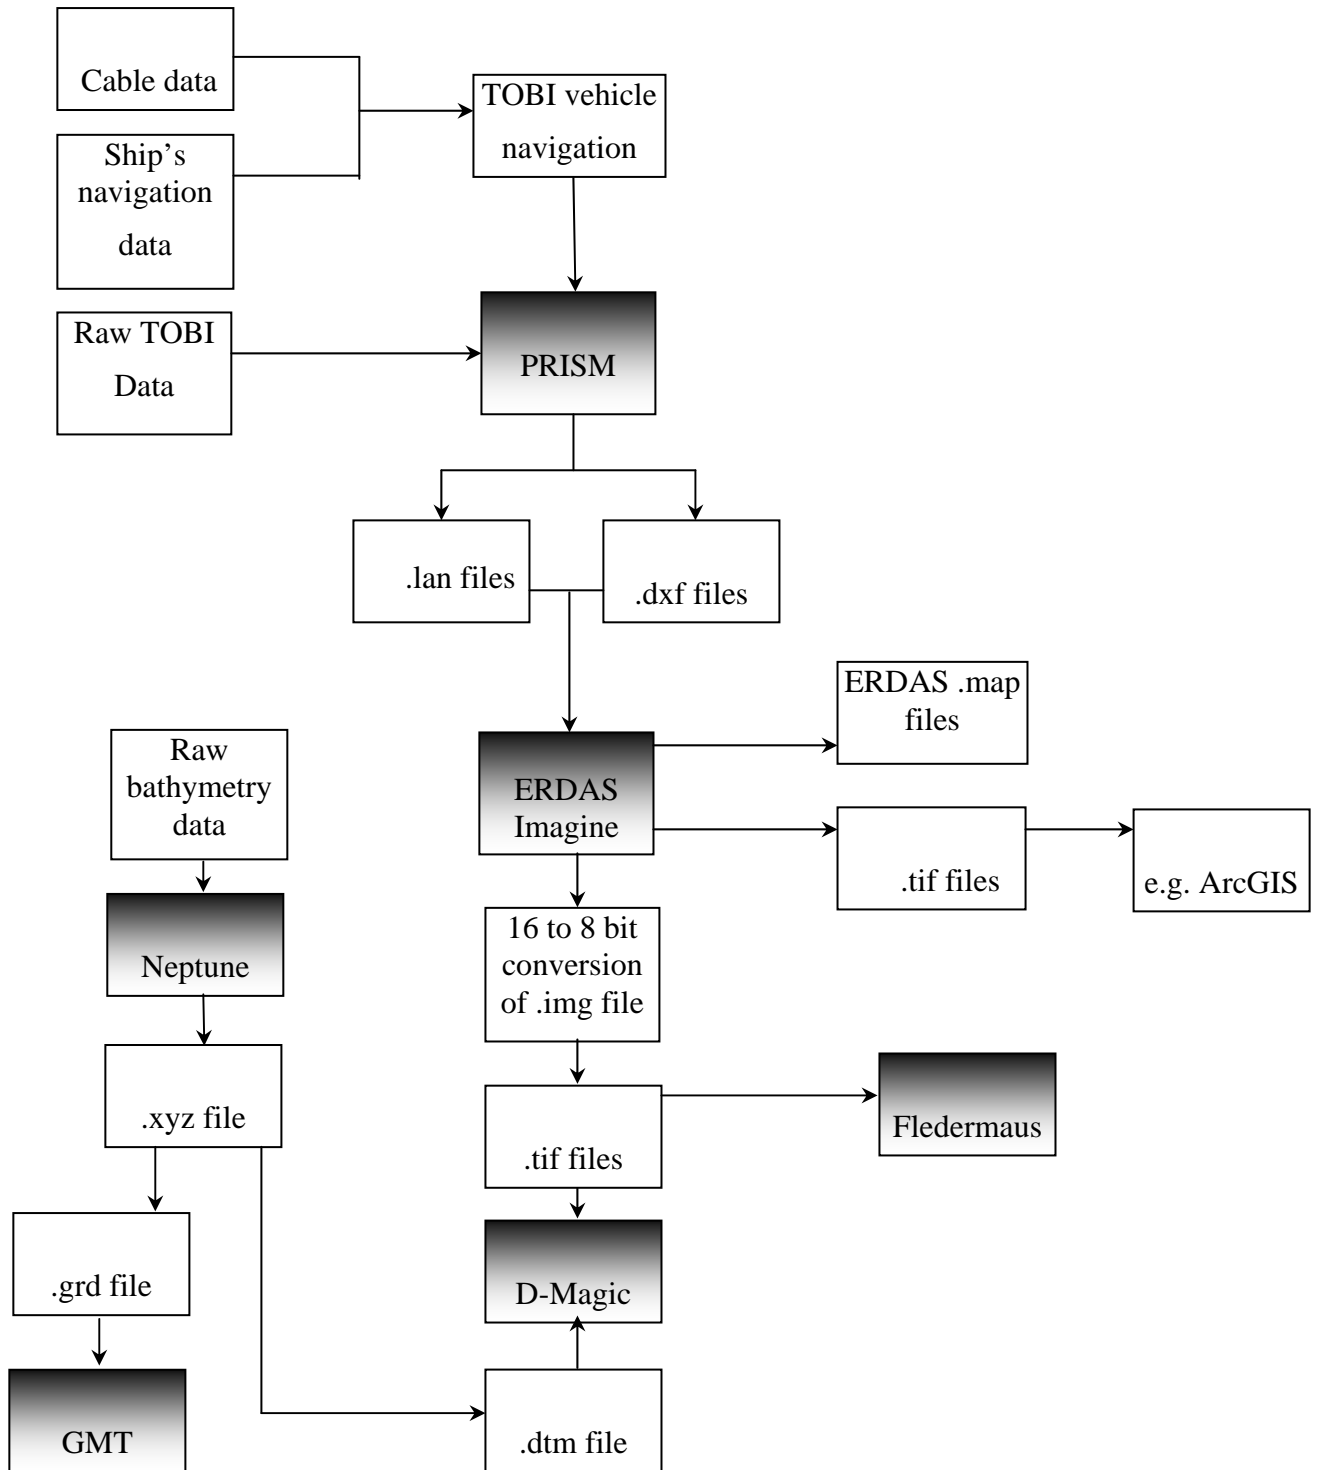 Cable data
TOBI vehicle
navigation
Ship's
navigation
data
Raw TOBI
Data
PRISM
.lan files
.dxf files
ERDAS .map
files
Raw
bathymetry
data
ERDAS
Imagine
.tif files
e.g. ArcGIS
Neptune
16 to 8 bit
conversion
of .img file
.xyz file
.tif files
Fledermaus
.grd file
D-Magic
GMT
.dtm file